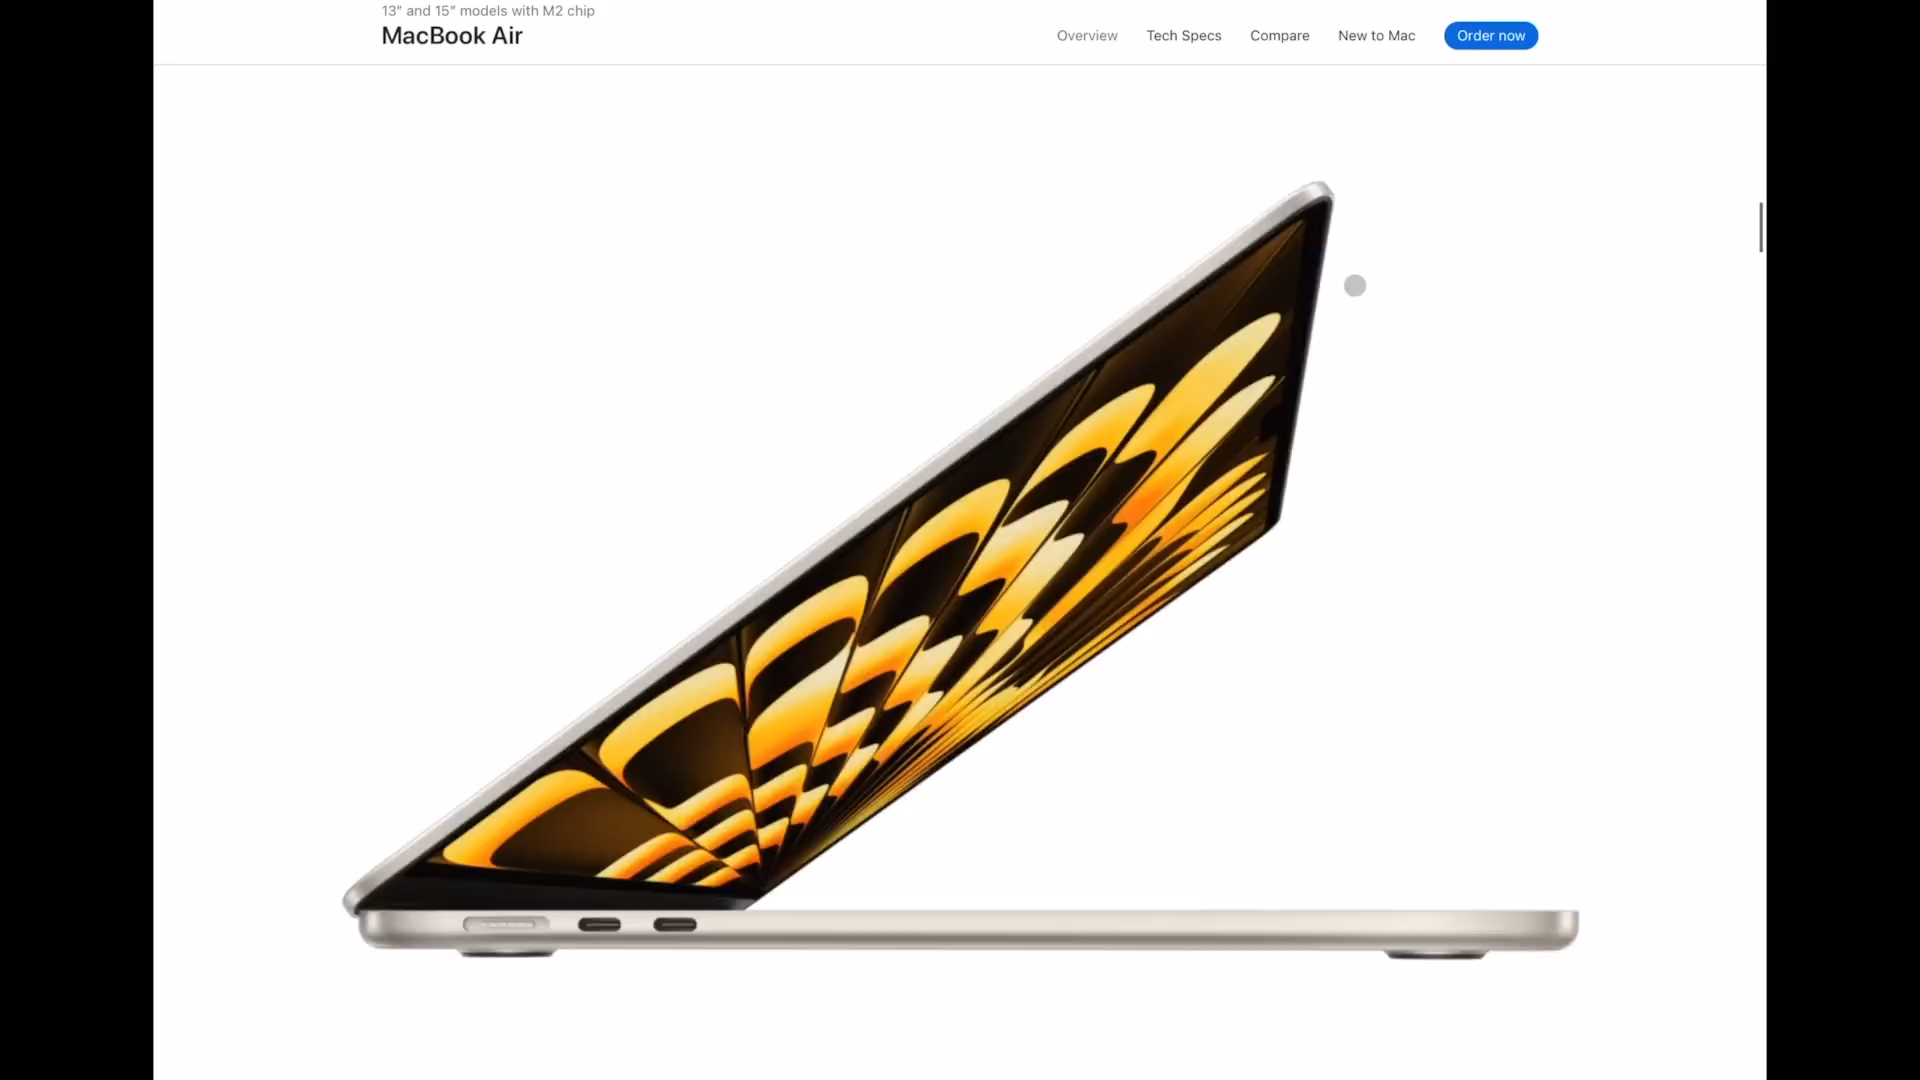 13″ and 15″ models with M2 chip
MacBook Air
Overview
Tech Specs
Compare
New to Mac
Order now